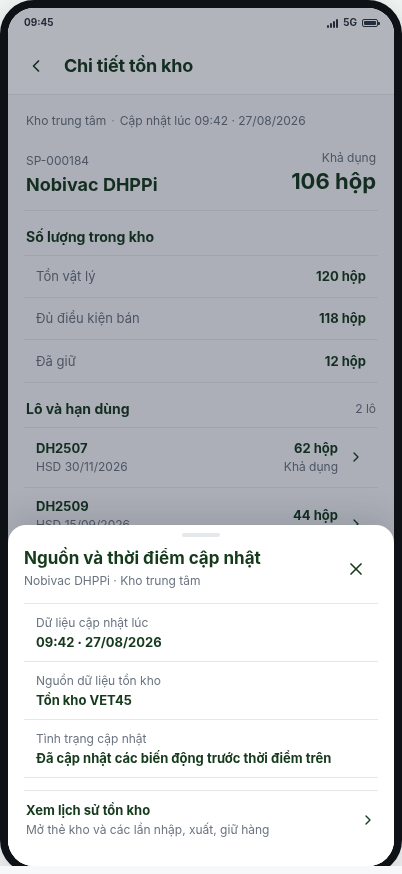 09:45 5G
Chi tiết tồn kho
Kho trung tâm · Cập nhật lúc 09:42 · 27/08/2026
SP-000184 Khả dụng
Nobivac DHPPi 106 hộp
Số lượng trong kho
Tồn vật lý 120 hộp
Đủ điều kiện bán 118 hộp
Đã giữ 12 hộp
Lô và hạn dùng 2 lô
DH2507 62 hộp
HSD 30/11/2026 Khả dụng
DH2509 44 hộp
HSD 15/09/2026
Nguồn và thời điểm cập nhật
Nobivac DHPPi · Kho trung tâm
Dữ liệu cập nhật lúc
09:42 · 27/08/2026
Nguồn dữ liệu tồn kho
Tồn kho VET45
Tình trạng cập nhật
Đã cập nhật các biến động trước thời điểm trên
Xem lịch sử tồn kho
Mở thẻ kho và các lần nhập, xuất, giữ hàng